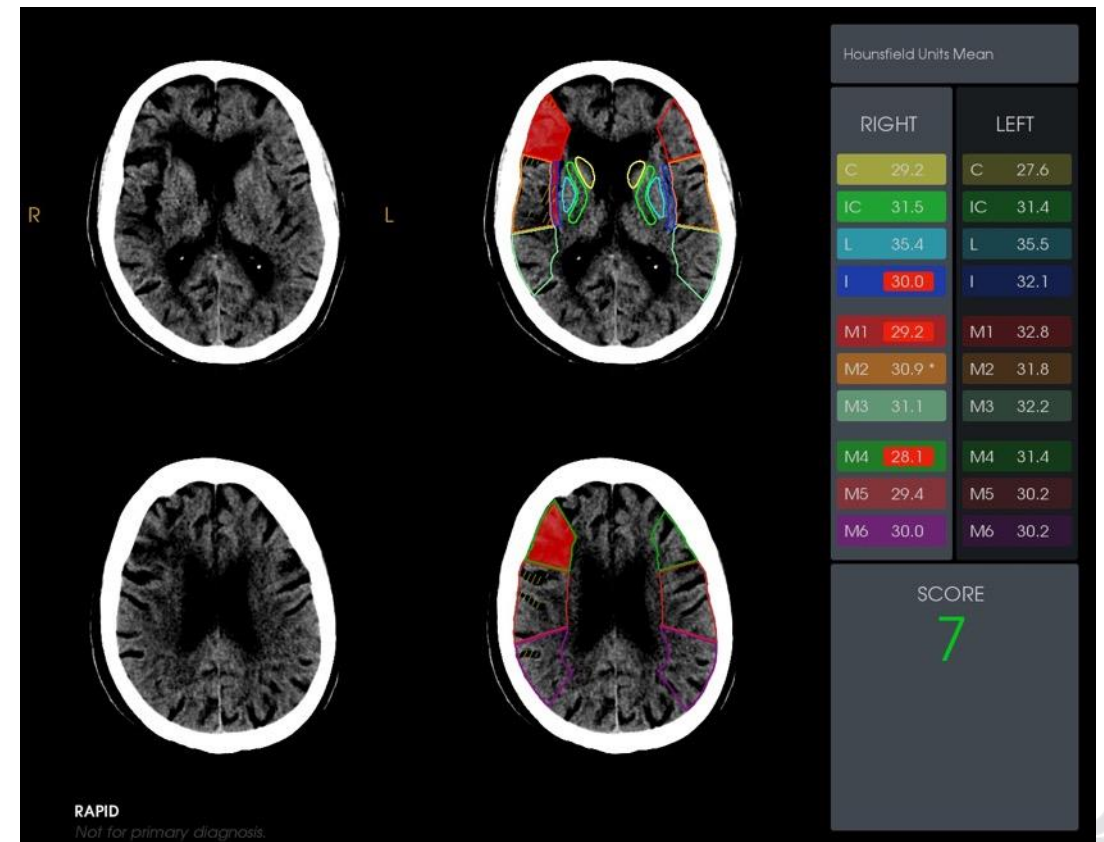 Hounsfield Units Mean
RIGHT LEFT
R L
C 29.2 C 27.6
IC 31.5 IC 31.4
L 35.4 L 35.5
I 30.0 I 32.1
M1 29.2 M1 32.8
M2 30.9 * M2 31.8
M3 31.1 M3 32.2
M4 28.1 M4 31.4
M5 29.4 M5 30.2
M6 30.0 M6 30.2
SCORE
7
RAPID
Not for primary diagnosis.